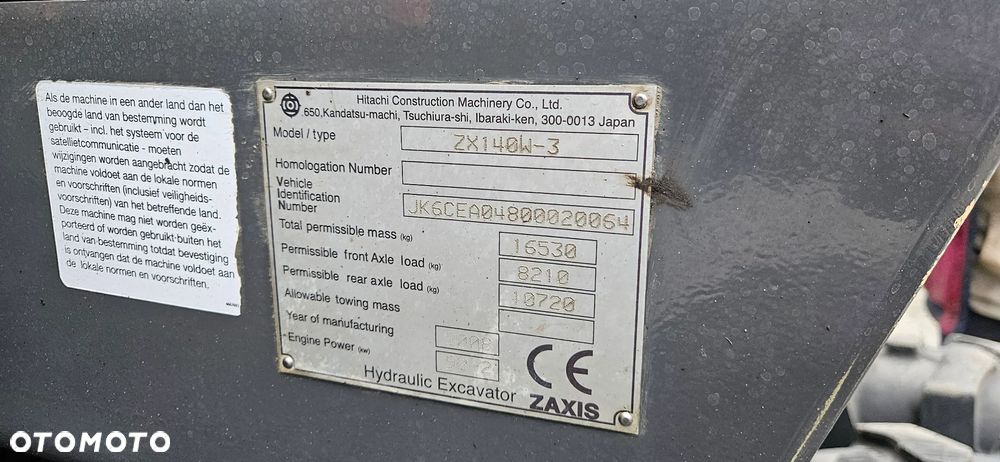 Als de machine in een ander land dan het
beoogde land van bestemming wordt
gebruikt – incl. het systeem voor de
satellietcommunicatie - moeten
wijzigingen worden aangebracht zodat de
machine voldoet aan de lokale normen
en voorschriften (inclusief veiligheids-
voorschriften) van het betreffende land.
Deze machine mag niet worden geëx-
porteerd of worden gebruikt buiten het
land van bestemming totdat bevestiging
is ontvangen dat de machine voldoet aan
de lokale normen en voorschriften.
Hitachi Construction Machinery Co., Ltd.
650,Kandatsu-machi, Tsuchiura-shi, Ibaraki-ken, 300-0013 Japan
Model / type ZX140W-3
Homologation Number
Vehicle
Identification
Number JK6CEA04800020064
Total permissible mass (kg) 16530
Permissible front Axle load (kg) 8210
Permissible rear axle load (kg) 10720
Allowable towing mass
Year of manufacturing
Engine Power (kw)
Hydraulic Excavator
CE
ZAXIS
OTOMOTO